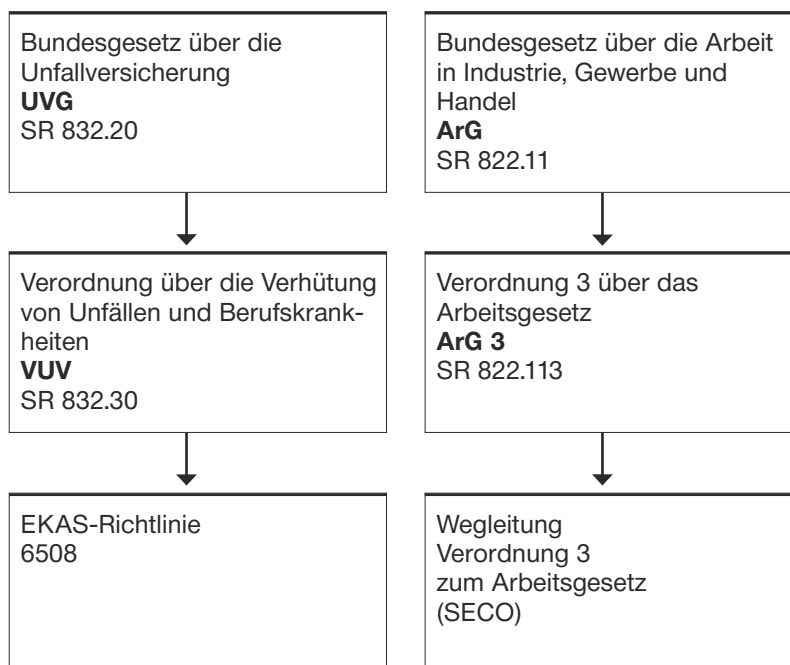 Bundesgesetz über die
Unfallversicherung
UVG
SR 832.20
Bundesgesetz über die Arbeit
in Industrie, Gewerbe und
Handel
ArG
SR 822.11
Verordnung über die Verhütung
von Unfällen und Berufskrank-
heiten
VUV
SR 832.30
Verordnung 3 über das
Arbeitsgesetz
ArG 3
SR 822.113
EKAS-Richtlinie
6508
Wegleitung
Verordnung 3
zum Arbeitsgesetz
(SECO)